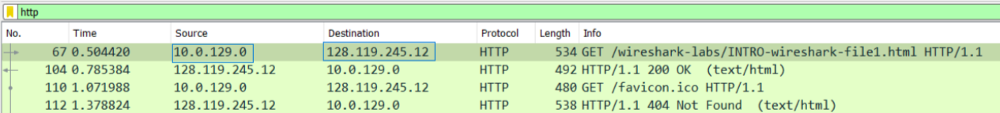 http
No. Time Source Destination Protocol Length Info
67 0.504420 10.0.129.0 128.119.245.12 HTTP 534 GET /wireshark-labs/INTRO-wireshark-file1.html HTTP/1.1
104 0.785384 128.119.245.12 10.0.129.0 HTTP 492 HTTP/1.1 200 OK (text/html)
110 1.071988 10.0.129.0 128.119.245.12 HTTP 480 GET /favicon.ico HTTP/1.1
112 1.378824 128.119.245.12 10.0.129.0 HTTP 538 HTTP/1.1 404 Not Found (text/html)